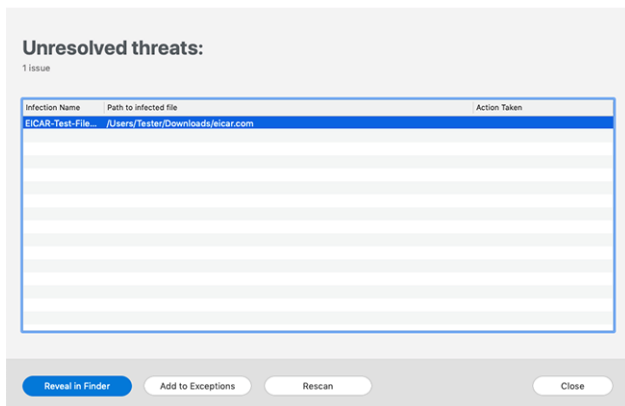 Unresolved threats:
1 issue
Infection Name Path to infected file Action Taken
EICAR-Test-File... /Users/Tester/Downloads/eicar.com
Reveal in Finder Add to Exceptions Rescan Close